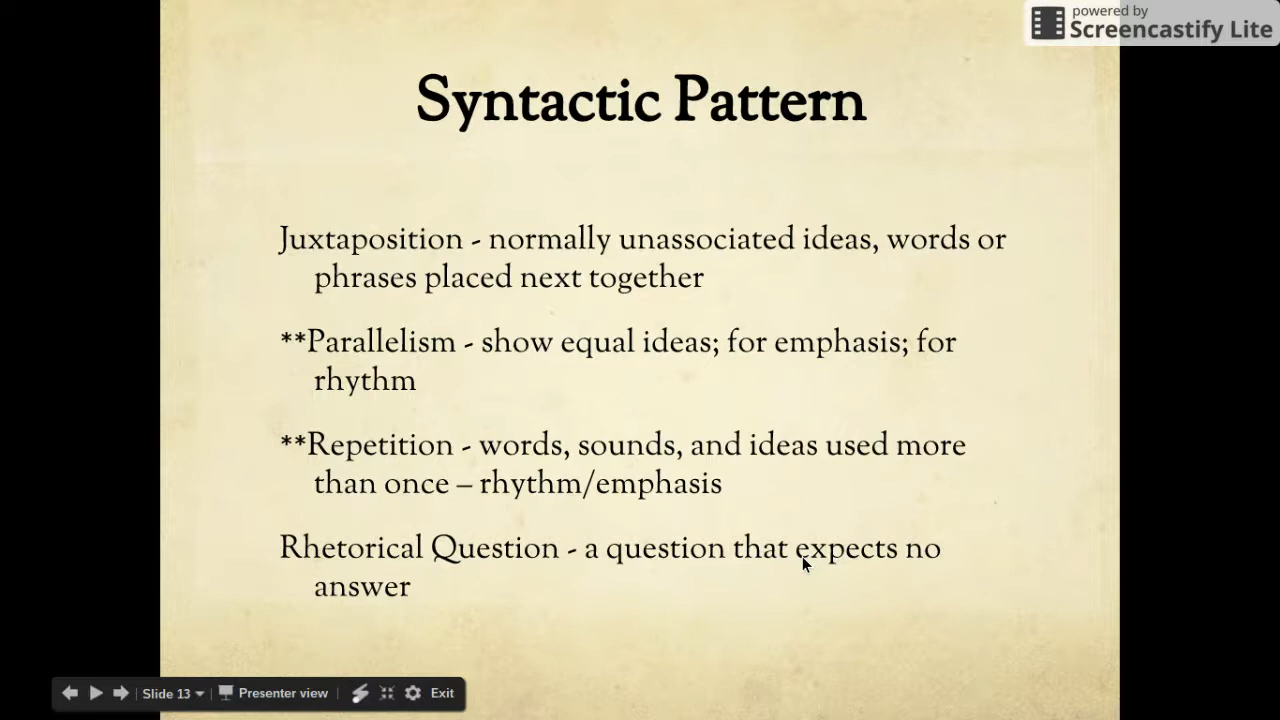 powered by
Screencastify Lite
Syntactic Pattern
Juxtaposition - normally unassociated ideas, words or
phrases placed next together
**Parallelism - show equal ideas; for emphasis; for
rhythm
**Repetition - words, sounds, and ideas used more
than once – rhythm/emphasis
Rhetorical Question - a question that expects no
answer
Slide 13 Presenter view Exit